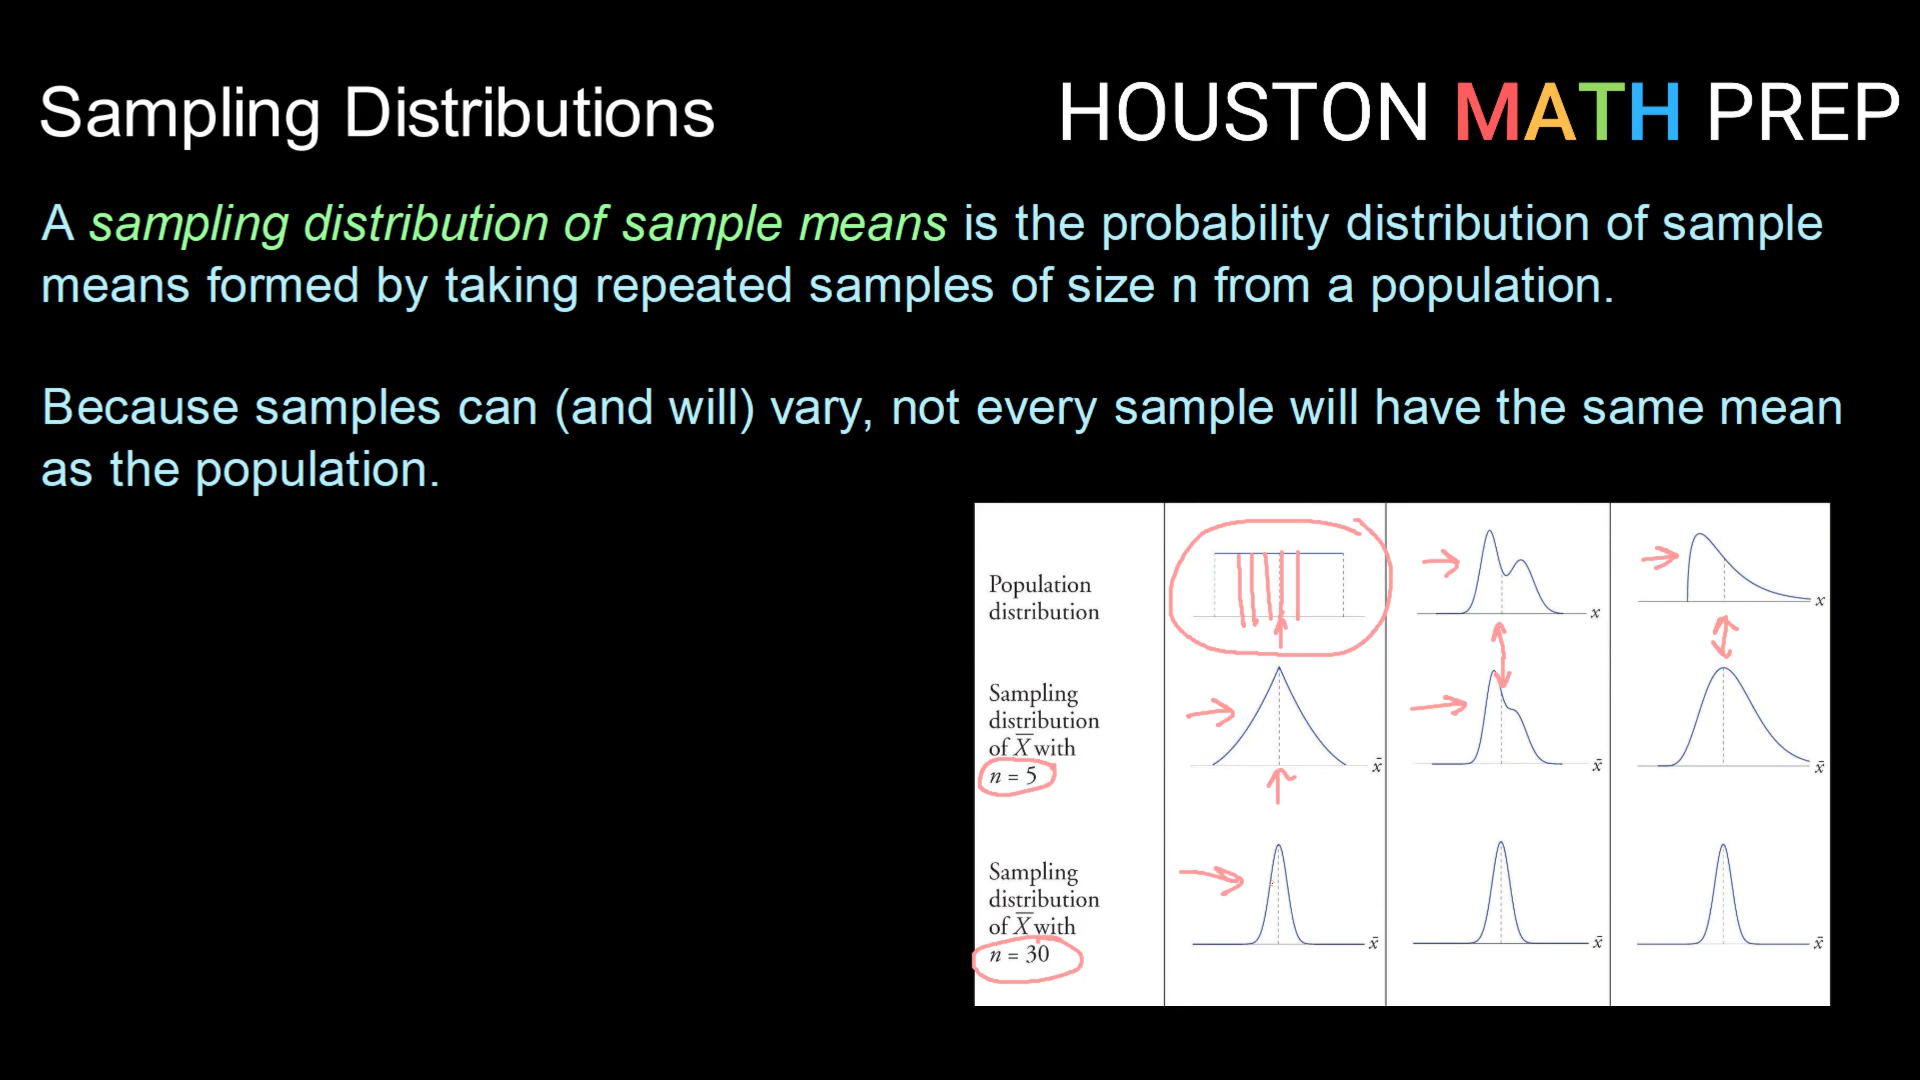 Sampling Distributions
HOUSTON MATH PREP
A sampling distribution of sample means is the probability distribution of sample
means formed by taking repeated samples of size n from a population.
Because samples can (and will) vary, not every sample will have the same mean
as the population.
Population
distribution
x
x
Sampling
distribution
of X̅ with
n = 5
x̄
x̄
x̄
Sampling
distribution
of X̅ with
n = 30
x̄
x̄
x̄